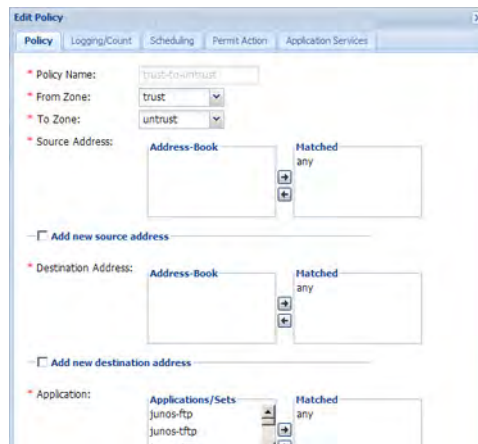 Edit Policy
Policy Logging/Count Scheduling Permit Action Application Services
* Policy Name: trust-to-untrust
* From Zone: trust
* To Zone: untrust
* Source Address: Address-Book Matched
any
Add new source address
* Destination Address: Address-Book Matched
any
Add new destination address
* Application: Applications/Sets Matched
junos-ftp any
junos-tftp